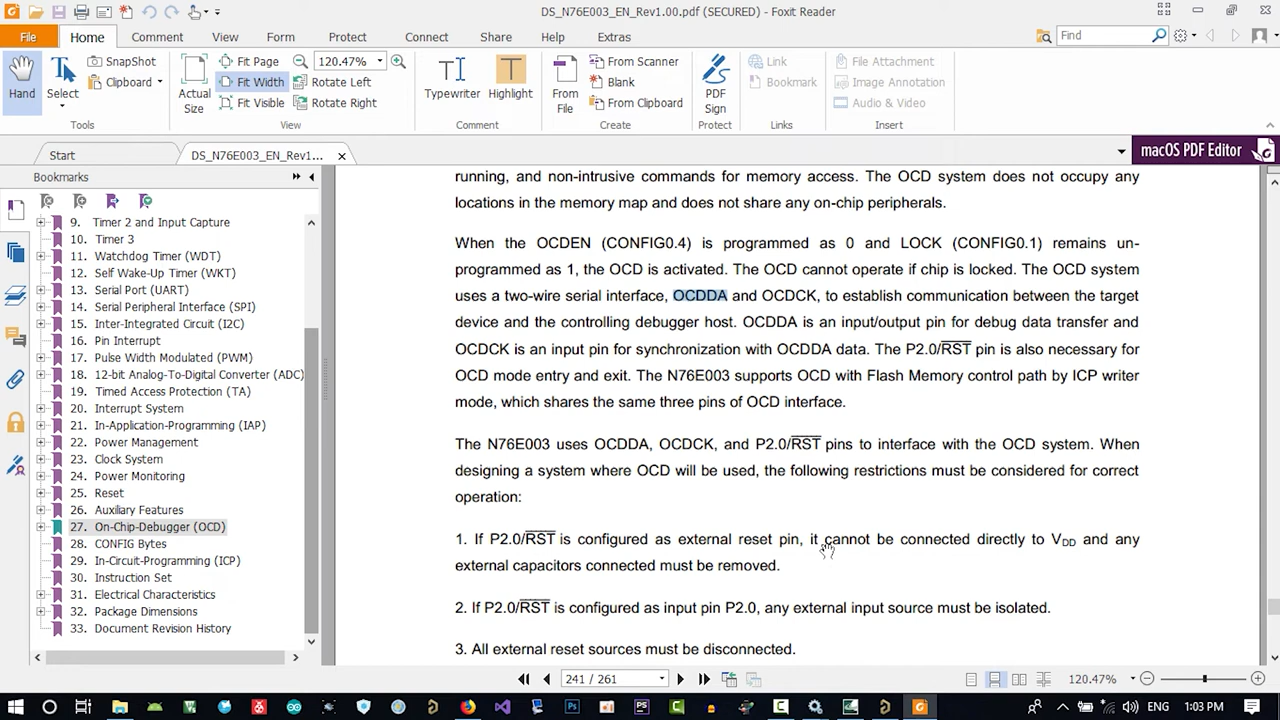 DS_N76E003_EN_Rev1.00.pdf (SECURED) - Foxit Reader
File Home Comment View Form Protect Connect Share Help Extras Find
SnapShot Fit Page 120.47% From Scanner Link File Attachment
Clipboard Fit Width Rotate Left Blank Bookmark Image Annotation
Hand Select Actual Size Fit Visible Rotate Right Typewriter Highlight From File From Clipboard PDF Sign Audio & Video
Tools View Comment Create Protect Links Insert
Start DS_N76E003_EN_Rev1... macOS PDF Editor
Bookmarks
9. Timer 2 and Input Capture
10. Timer 3
11. Watchdog Timer (WDT)
12. Self Wake-Up Timer (WKT)
13. Serial Port (UART)
14. Serial Peripheral Interface (SPI)
15. Inter-Integrated Circuit (I2C)
16. Pin Interrupt
17. Pulse Width Modulated (PWM)
18. 12-bit Analog-To-Digital Converter (ADC)
19. Timed Access Protection (TA)
20. Interrupt System
21. In-Application-Programming (IAP)
22. Power Management
23. Clock System
24. Power Monitoring
25. Reset
26. Auxiliary Features
27. On-Chip-Debugger (OCD)
28. CONFIG Bytes
29. In-Circuit-Programming (ICP)
30. Instruction Set
31. Electrical Characteristics
32. Package Dimensions
33. Document Revision History
running, and non-intrusive commands for memory access. The OCD system does not occupy any
locations in the memory map and does not share any on-chip peripherals.
When the OCDEN (CONFIG0.4) is programmed as 0 and LOCK (CONFIG0.1) remains un-
programmed as 1, the OCD is activated. The OCD cannot operate if chip is locked. The OCD system
uses a two-wire serial interface, OCDDA and OCDCK, to establish communication between the target
device and the controlling debugger host. OCDDA is an input/output pin for debug data transfer and
OCDCK is an input pin for synchronization with OCDDA data. The P2.0/RST pin is also necessary for
OCD mode entry and exit. The N76E003 supports OCD with Flash Memory control path by ICP writer
mode, which shares the same three pins of OCD interface.
The N76E003 uses OCDDA, OCDCK, and P2.0/RST pins to interface with the OCD system. When
designing a system where OCD will be used, the following restrictions must be considered for correct
operation:
1. If P2.0/RST is configured as external reset pin, it cannot be connected directly to VDD and any
external capacitors connected must be removed.
2. If P2.0/RST is configured as input pin P2.0, any external input source must be isolated.
3. All external reset sources must be disconnected.
241 / 261 120.47%
ENG 1:03 PM